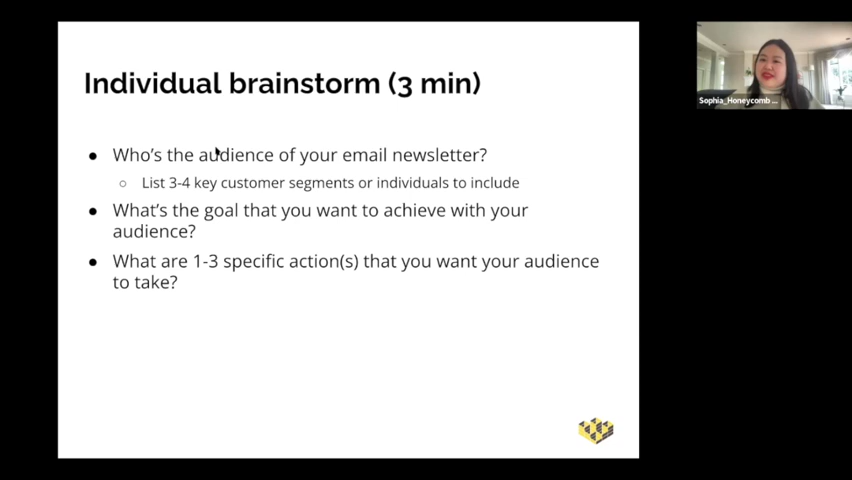 Individual brainstorm (3 min)
● Who's the audience of your email newsletter?
○ List 3-4 key customer segments or individuals to include
● What's the goal that you want to achieve with your
audience?
● What are 1-3 specific action(s) that you want your audience
to take?
Sophia_Honeycomb ...